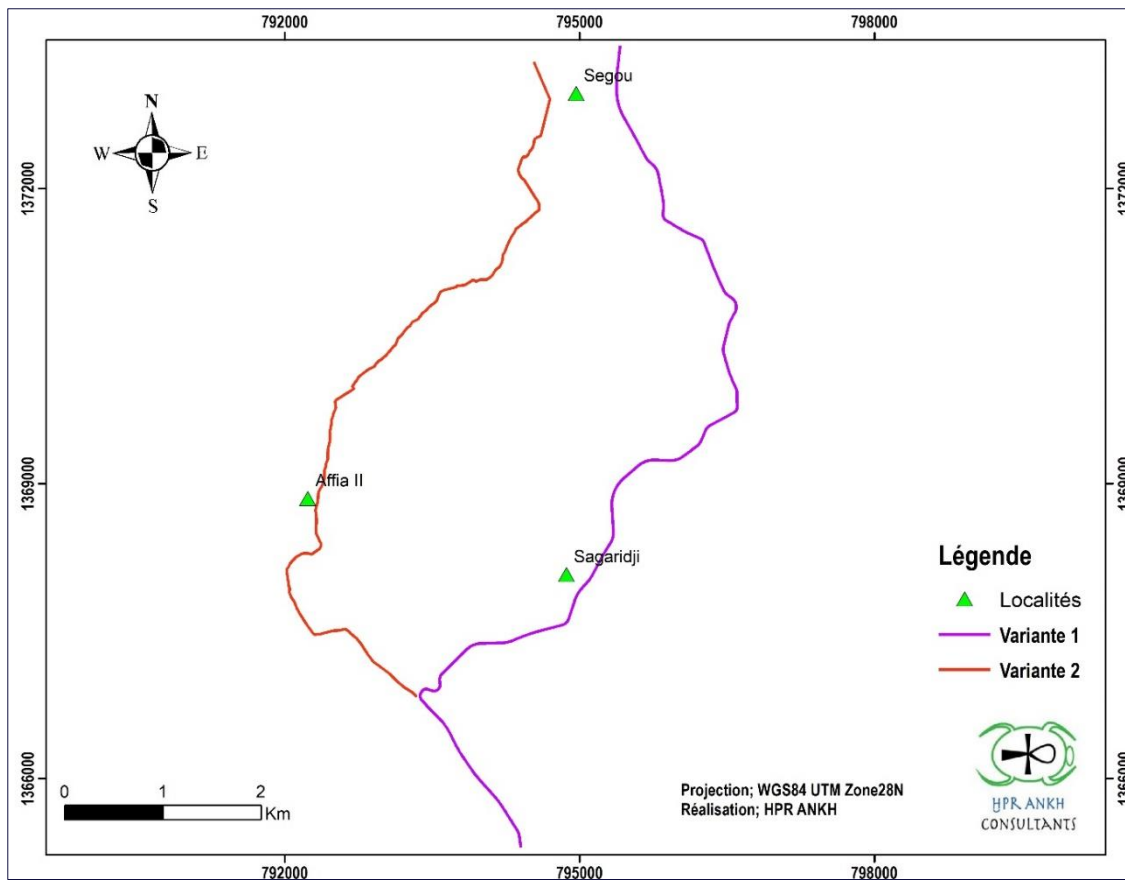 792000 795000 798000
Segou
N
W E
S
1372000 1372000
Affia II
1369000 1369000
Sagaridji
Légende
Localités
Variante 1
Variante 2
1366000 1366000
0 1 2
Km
Projection; WGS84 UTM Zone28N
Réalisation; HPR ANKH
HPR ANKH
CONSULTANTS
792000 795000 798000